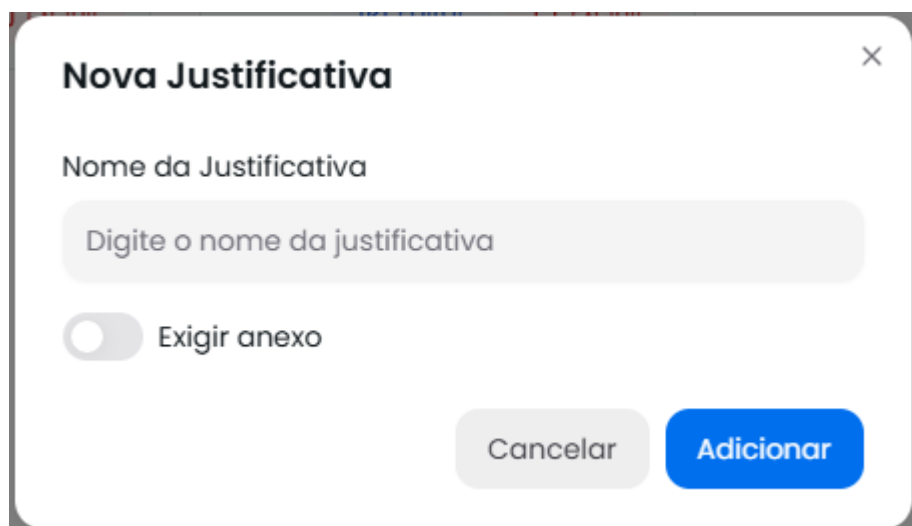 Nova Justificativa
Nome da Justificativa
Digite o nome da justificativa
Exigir anexo
Cancelar
Adicionar